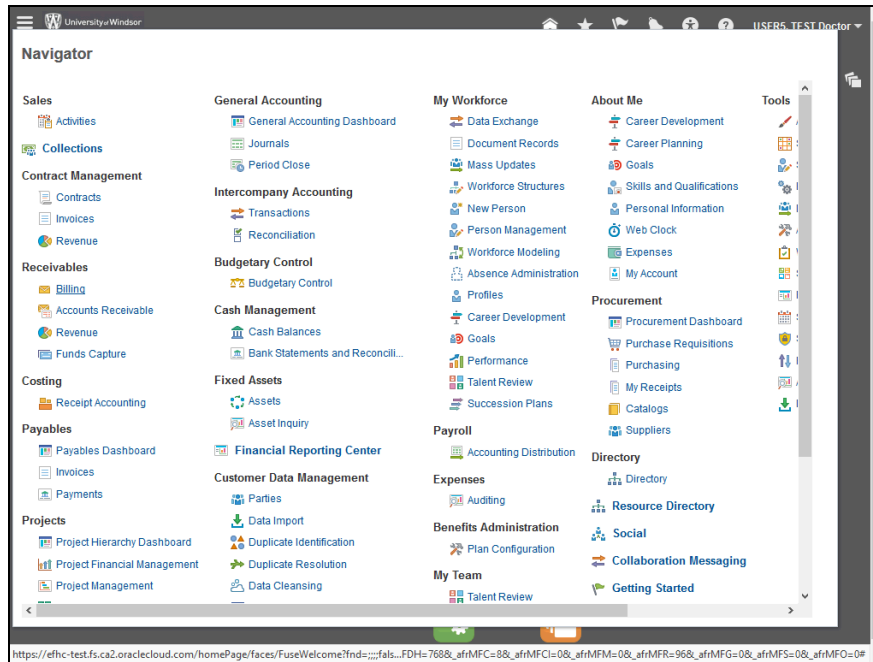 University of Windsor
USER5, TEST Doctor
Navigator
Sales
Activities
Collections
Contract Management
Contracts
Invoices
Revenue
Receivables
Billing
Accounts Receivable
Revenue
Funds Capture
Costing
Receipt Accounting
Payables
Payables Dashboard
Invoices
Payments
Projects
Project Hierarchy Dashboard
Project Financial Management
Project Management
General Accounting
General Accounting Dashboard
Journals
Period Close
Intercompany Accounting
Transactions
Reconciliation
Budgetary Control
Budgetary Control
Cash Management
Cash Balances
Bank Statements and Reconcili...
Fixed Assets
Assets
Asset Inquiry
Financial Reporting Center
Customer Data Management
Parties
Data Import
Duplicate Identification
Duplicate Resolution
Data Cleansing
My Workforce
Data Exchange
Document Records
Mass Updates
Workforce Structures
New Person
Person Management
Workforce Modeling
Absence Administration
Profiles
Career Development
Goals
Performance
Talent Review
Succession Plans
Payroll
Accounting Distribution
Expenses
Auditing
Benefits Administration
Plan Configuration
My Team
Talent Review
About Me
Career Development
Career Planning
Goals
Skills and Qualifications
Personal Information
Web Clock
Expenses
My Account
Procurement
Procurement Dashboard
Purchase Requisitions
Purchasing
My Receipts
Catalogs
Suppliers
Directory
Directory
Resource Directory
Social
Collaboration Messaging
Getting Started
Tools
https://efhc-test.fs.ca2.oraclecloud.com/homePage/faces/FuseWelcome?fnd=;;;;fals...FDH=768&_afrMFC=8&_afrMFCI=0&_afrMFM=0&_afrMFR=96&_afrMFG=0&_afrMFS=0&_afrMFO=0#